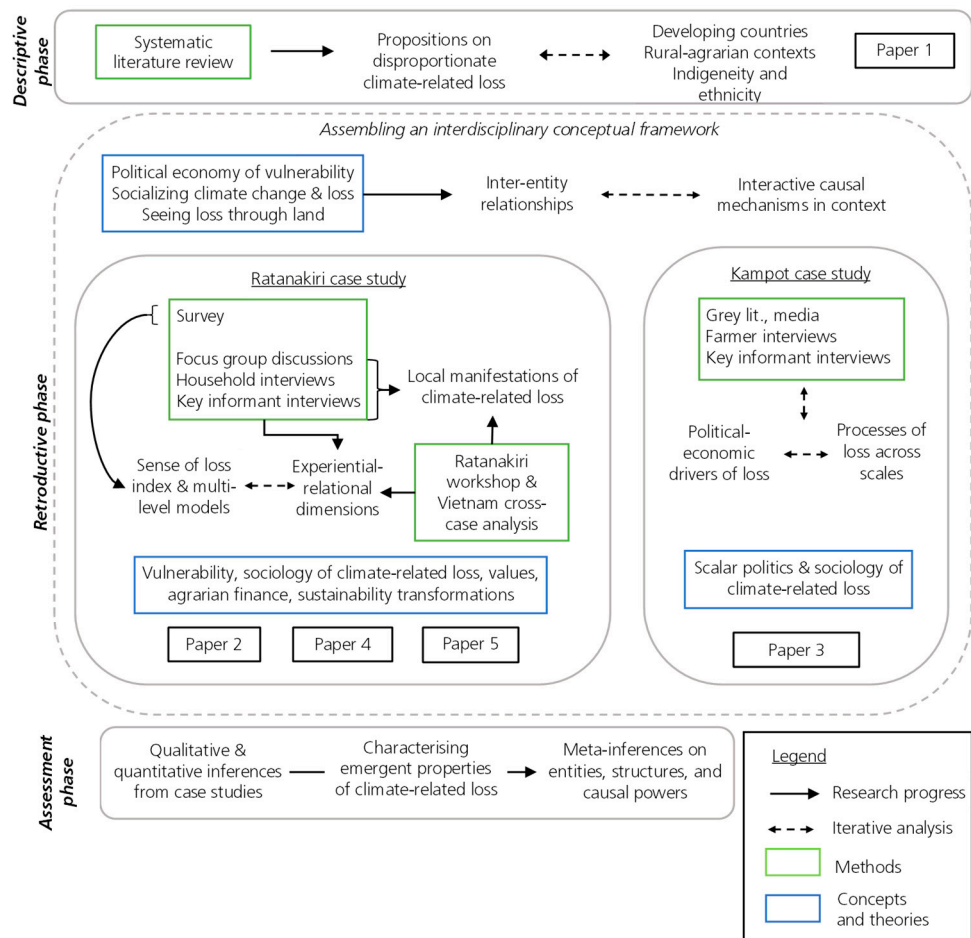 Descriptive
phase
Systematic
literature review
Propositions on
disproportionate
climate-related loss
Developing countries
Rural-agrarian contexts
Indigeneity and
ethnicity
Paper 1
Retroductive phase
Assembling an interdisciplinary conceptual framework
Political economy of vulnerability
Socializing climate change & loss
Seeing loss through land
Inter-entity
relationships
Interactive causal
mechanisms in context
Ratanakiri case study
Survey
Focus group discussions
Household interviews
Key informant interviews
Local manifestations of
climate-related loss
Sense of loss
index & multi-
level models
Experiential-
relational
dimensions
Ratanakiri
workshop &
Vietnam cross-
case analysis
Vulnerability, sociology of climate-related loss, values,
agrarian finance, sustainability transformations
Paper 2
Paper 4
Paper 5
Kampot case study
Grey lit., media
Farmer interviews
Key informant interviews
Political-
economic
drivers of loss
Processes of
loss across
scales
Scalar politics & sociology of
climate-related loss
Paper 3
Assessment
phase
Qualitative &
quantitative inferences
from case studies
Characterising
emergent properties
of climate-related loss
Meta-inferences on
entities, structures, and
causal powers
Legend
Research progress
Iterative analysis
Methods
Concepts
and theories